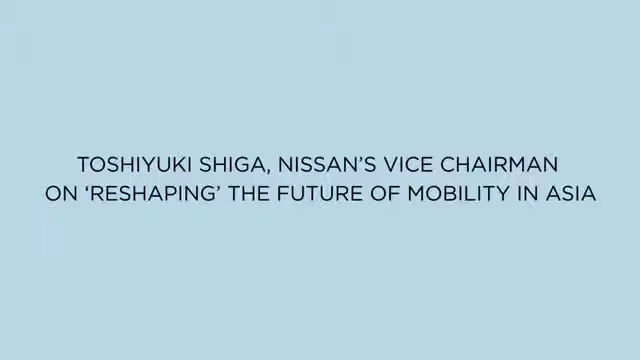 TOSHIYUKI SHIGA, NISSAN’S VICE CHAIRMAN
ON ‘RESHAPING’ THE FUTURE OF MOBILITY IN ASIA